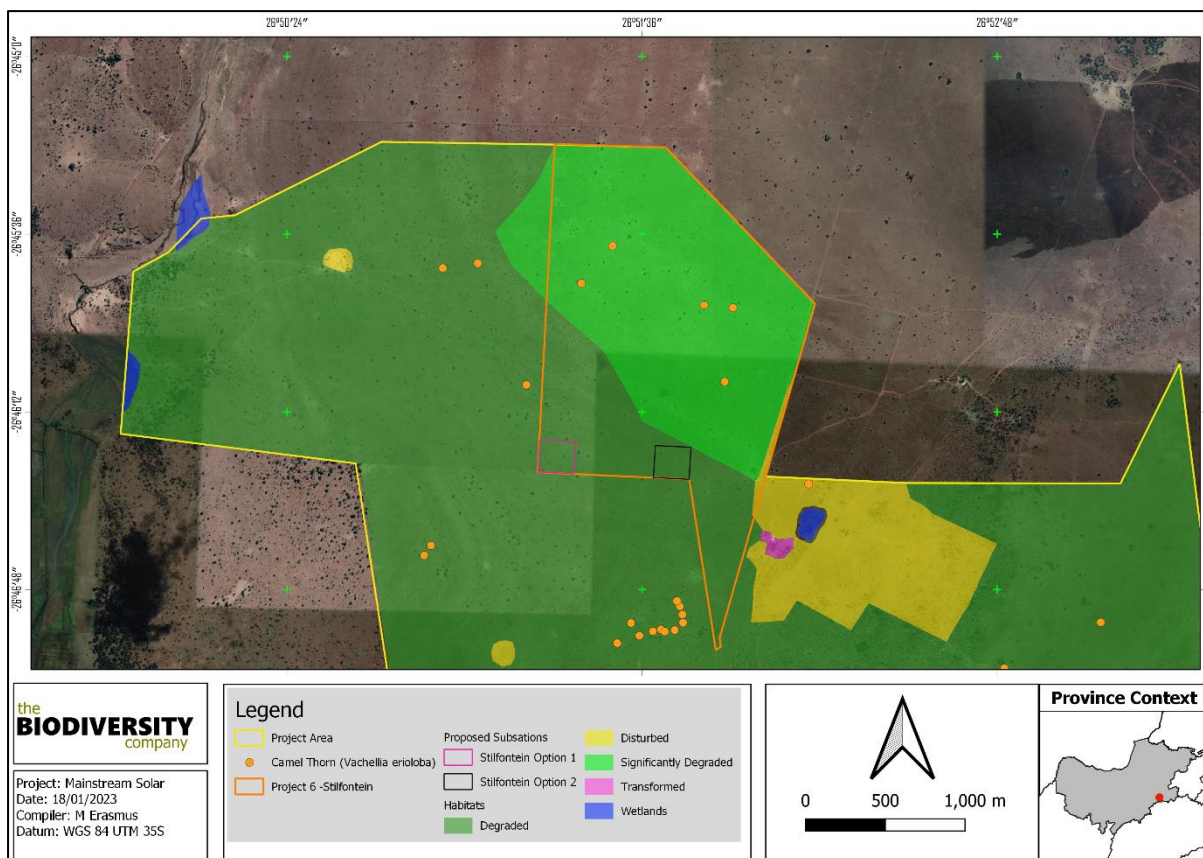 26°50'24" 26°51'36" 26°52'48"
-26°45'0"
-26°45'36"
-26°46'12"
-26°46'48"
the
BIODIVERSITY
company
Project: Mainstream Solar
Date: 18/01/2023
Compiler: M Erasmus
Datum: WGS 84 UTM 35S
Legend
Project Area
Camel Thorn (Vachellia erioloba)
Project 6 -Stilfontein
Proposed Subsations
Stilfontein Option 1
Stilfontein Option 2
Habitats
Degraded
Disturbed
Significantly Degraded
Transformed
Wetlands
0 500 1,000 m
Province Context